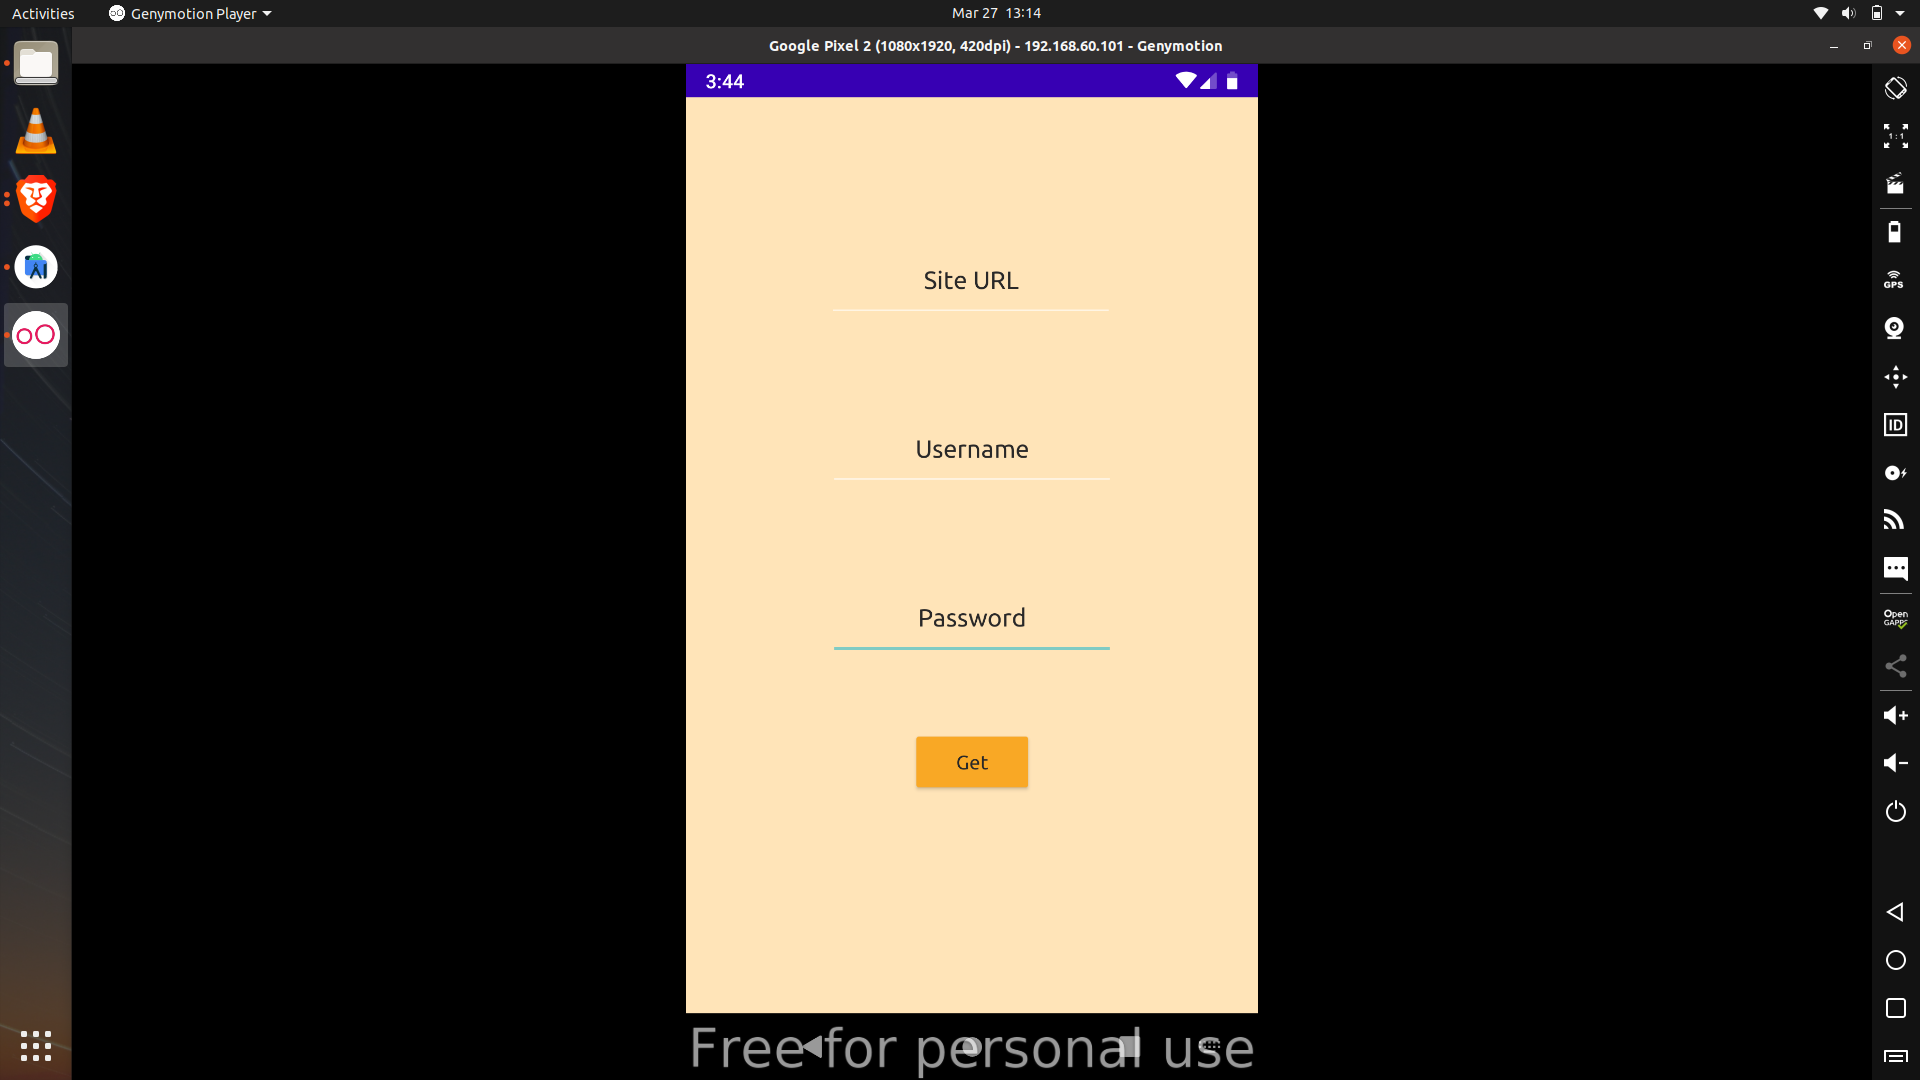 Activities
Genymotion Player
Mar 27 13:14
Google Pixel 2 (1080x1920, 420dpi) - 192.168.60.101 - Genymotion
3:44
1:1
GPS
ID
Open
GAPPS
Site URL
Username
Password
Get
Free for personal use